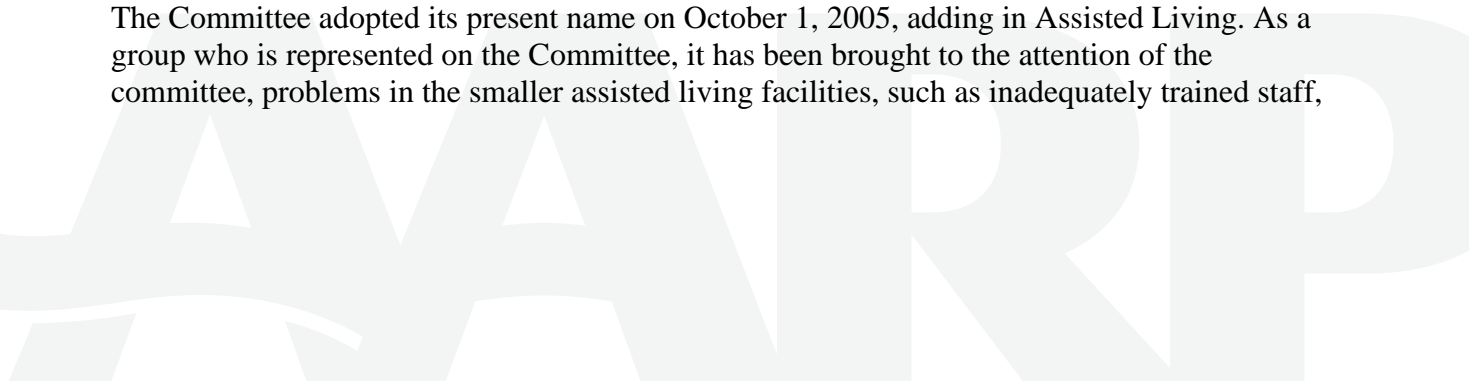 The Committee adopted its present name on October 1, 2005, adding in Assisted Living. As a
group who is represented on the Committee, it has been brought to the attention of the
committee, problems in the smaller assisted living facilities, such as inadequately trained staff,
AARP